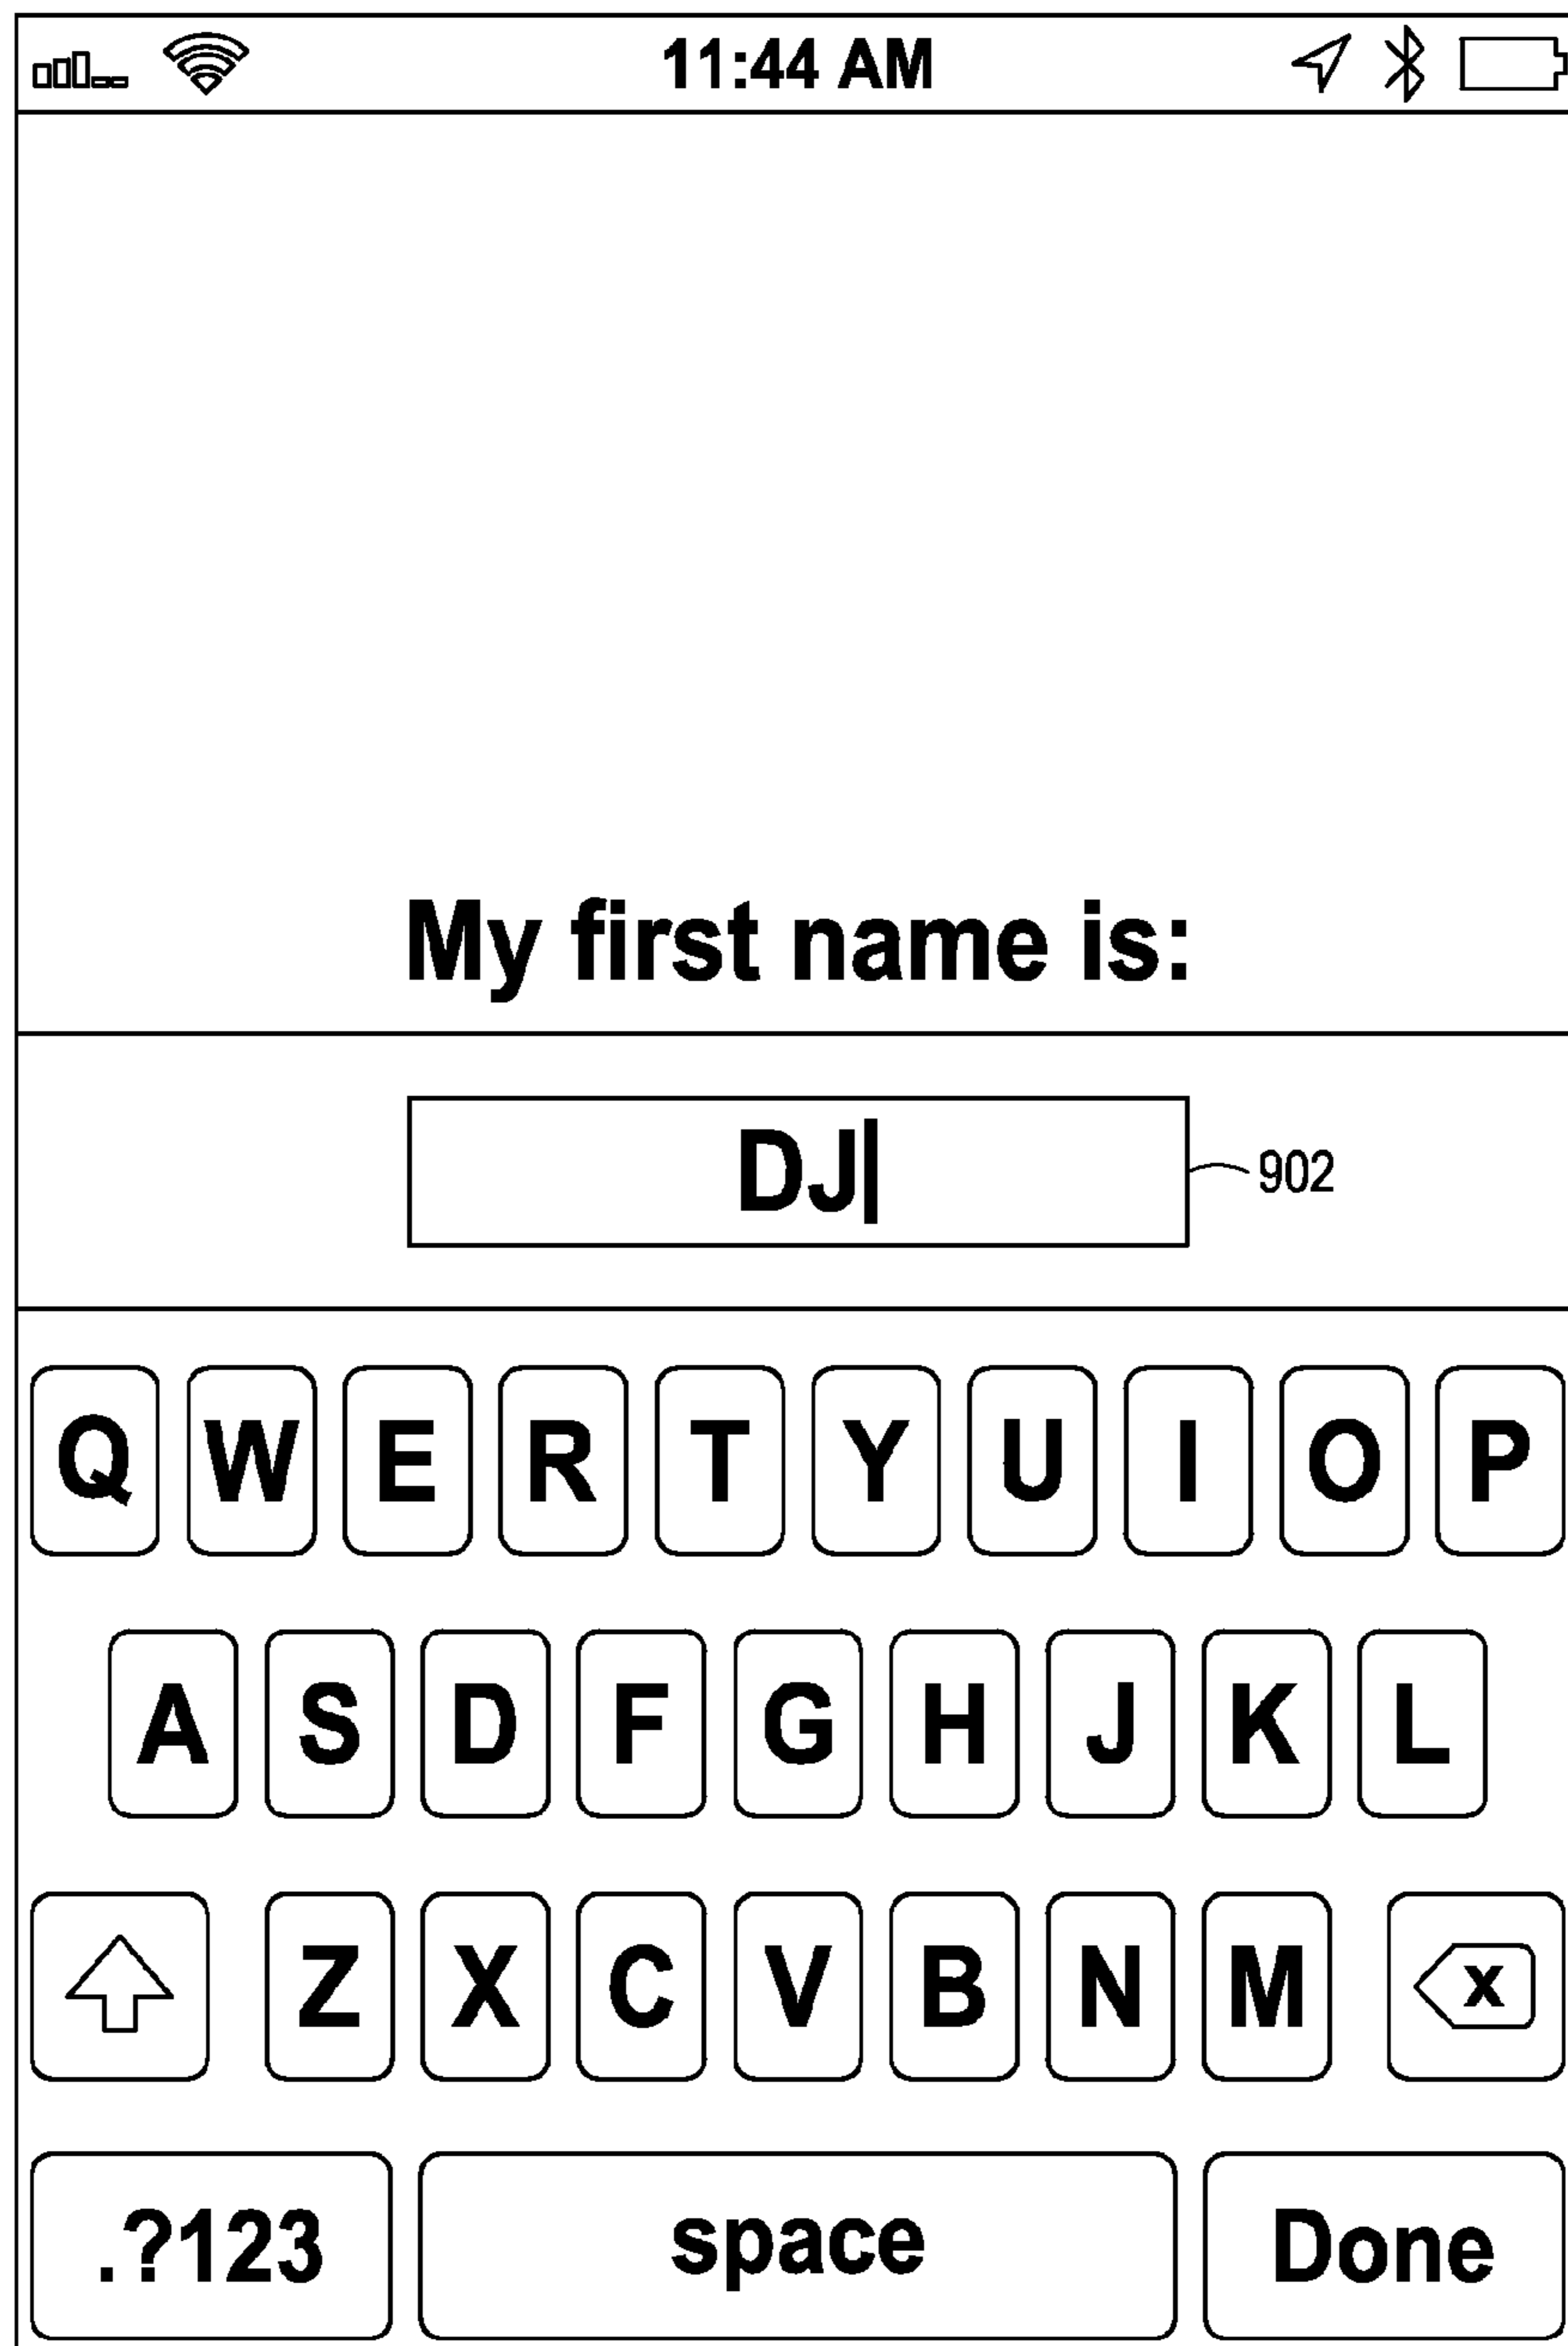 11:44 AM
My first name is:
DJ
902
Q W E R T Y U I O P
A S D F G H J K L
Z X C V B N M X
.?123 space Done